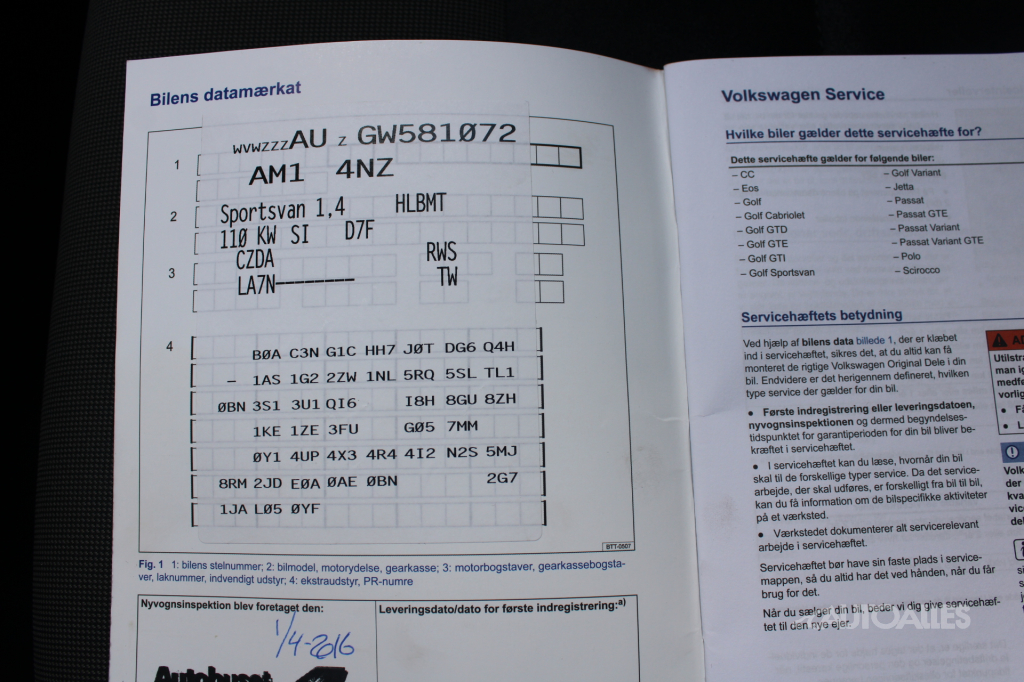 Bilens datamærkat
WVWZZZAU Z GW581072
1
AM1 4NZ
2
Sportsvan 1,4 HLBMT
110 KW SI D7F
CZDA RWS
3
LA7N-------- TW
4
B0A C3N G1C HH7 J0T DG6 Q4H
- 1AS 1G2 2ZW 1NL 5RQ 5SL TL1
0BN 3S1 3U1 QI6 I8H 8GU 8ZH
1KE 1ZE 3FU G05 7MM
0Y1 4UP 4X3 4R4 4I2 N2S 5MJ
8RM 2JD E0A 0AE 0BN 2G7
1JA L05 0YF
BTT-0507
Fig. 1 1: bilens stelnummer; 2: bilmodel, motorydelse, gearkasse; 3: motorbogstaver, gearkassebogsta-
ver, laknummer, indvendigt udstyr; 4: ekstraudstyr, PR-numre
Nyvognsinspektion blev foretaget den:
1/4-2016
Autohuset
Leveringsdato/dato for første indregistrering:a)
Volkswagen Service
Hvilke biler gælder dette servicehæfte for?
Dette servicehæfte gælder for følgende biler:
– CC
– Eos
– Golf
– Golf Cabriolet
– Golf GTD
– Golf GTE
– Golf GTI
– Golf Sportsvan
– Golf Variant
– Jetta
– Passat
– Passat GTE
– Passat Variant
– Passat Variant GTE
– Polo
– Scirocco
Servicehæftets betydning
Ved hjælp af bilens data billede 1, der er klæbet
ind i servicehæftet, sikres det, at du altid kan få
monteret de rigtige Volkswagen Original Dele i din
bil. Endvidere er det herigennem defineret, hvilken
type service der gælder for din bil.
● Første indregistrering eller leveringsdatoen,
nyvognsinspektionen og dermed begyndelses-
tidspunktet for garantiperioden for din bil bliver be-
kræftet i servicehæftet.
● I servicehæftet kan du læse, hvornår din bil
skal til de forskellige typer service. Da det service-
arbejde, der skal udføres, er forskelligt fra bil til bil,
kan du få information om de bilspecifikke aktiviteter
på et værksted.
● Værkstedet dokumenterer alt servicerelevant
arbejde i servicehæftet.
Servicehæftet bør have sin faste plads i service-
mappen, så du altid har det ved hånden, når du får
brug for det.
Når du sælger din bil, beder vi dig give servicehæf-
tet til den nye ejer.
man ig
AUTOALLES